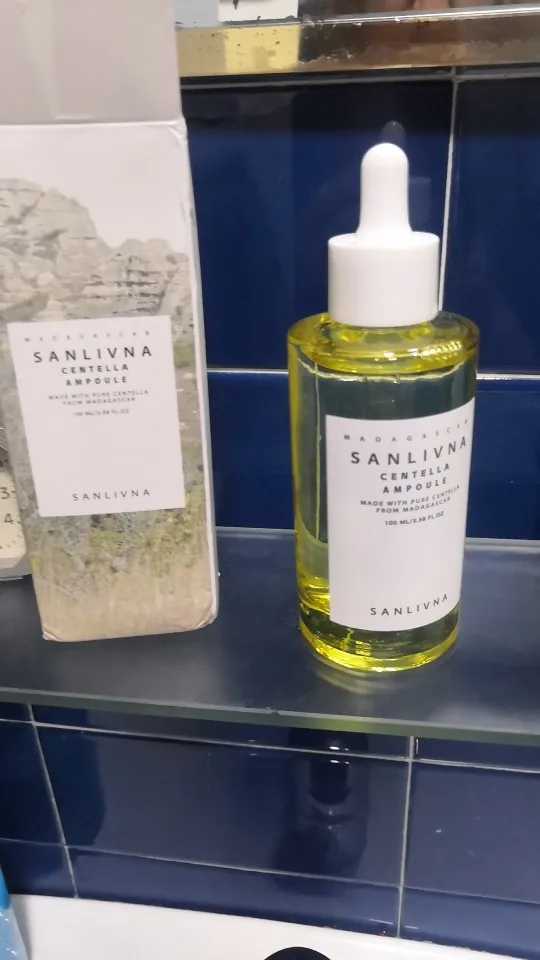 MADAGASCAR
SANLIVNA
CENTELLA
AMPOULE
MADE WITH PURE CENTELLA
FROM MADAGASCAR
100 ML/3.38 FL.OZ
SANLIVNA
MADAGASCAR
SANLIVNA
CENTELLA
AMPOULE
MADE WITH PURE CENTELLA
FROM MADAGASCAR
100 ML/3.38 FL.OZ
SANLIVNA